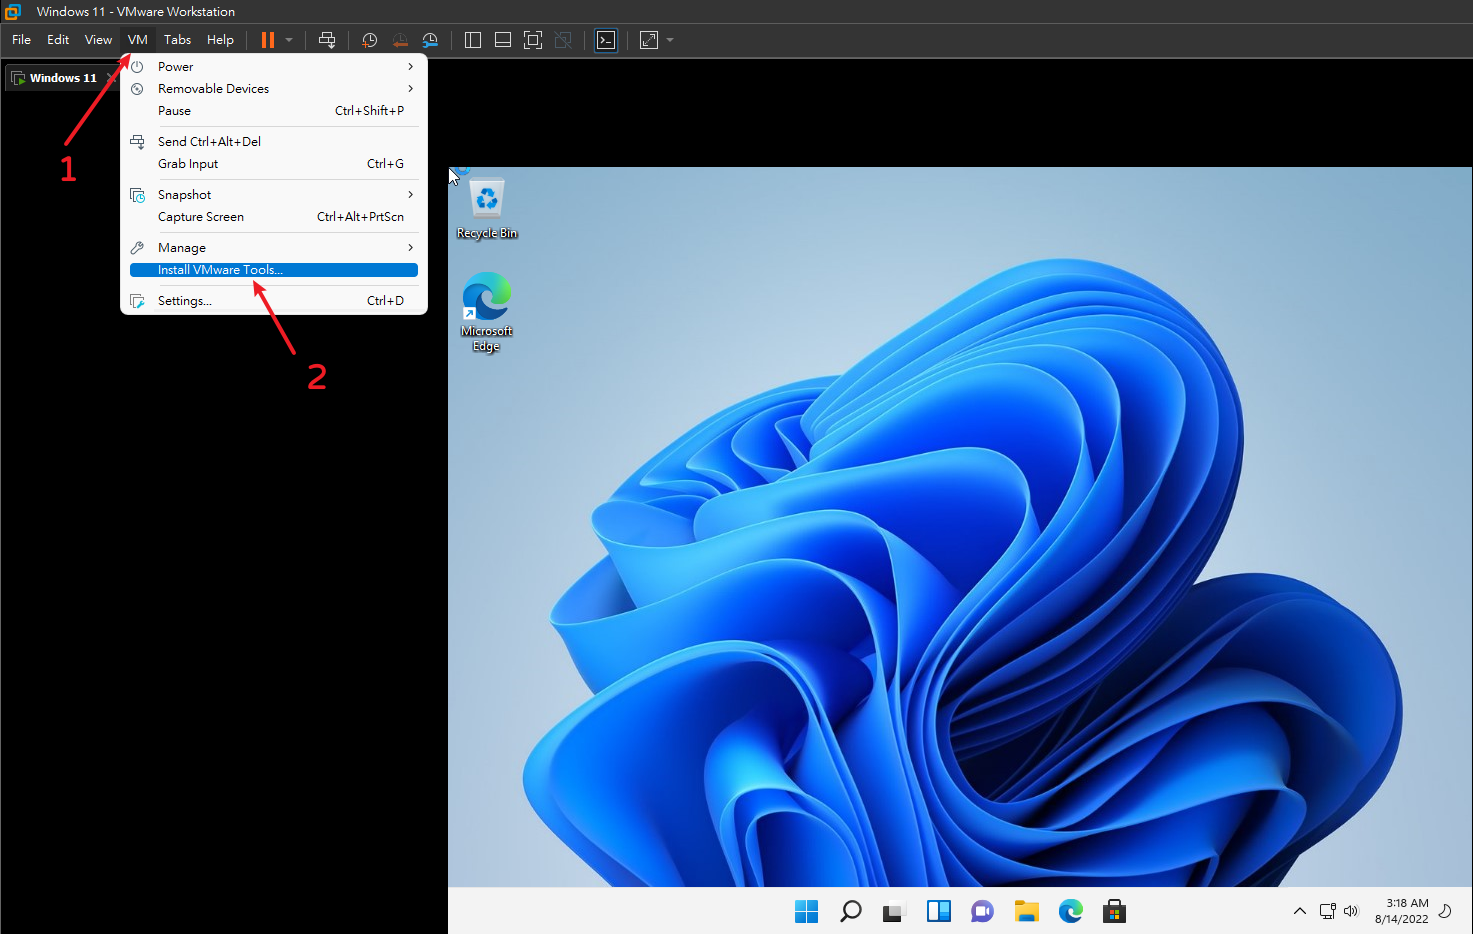 Windows 11 - VMware Workstation
File Edit View VM Tabs Help
Windows 11
Power
Removable Devices
Pause Ctrl+Shift+P
Send Ctrl+Alt+Del
Grab Input Ctrl+G
Snapshot
Capture Screen Ctrl+Alt+PrtScn
Manage
Install VMware Tools...
Settings... Ctrl+D
1
2
Recycle Bin
Microsoft
Edge
3:18 AM
8/14/2022